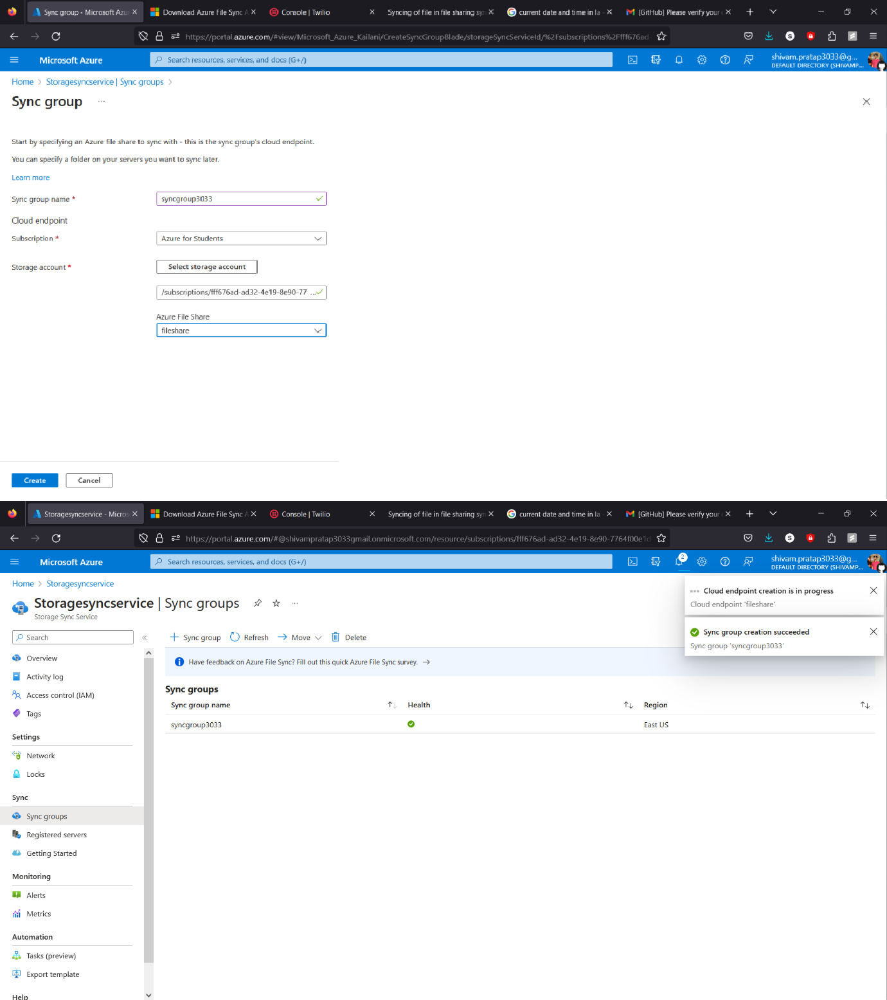 Sync group - Microsoft Azur
Download Azure File Sync A
Console | Twilio
Syncing of file in file sharing syn
current date and time in la -
[GitHub] Please verify your
https://portal.azure.com/#view/Microsoft_Azure_Kailani/CreateSyncGroupBlade/storageSyncServiceId/%2Fsubscriptions%2Ffff676ad-
Microsoft Azure
Search resources, services, and docs (G+/)
shivam.pratap3033@g...
DEFAULT DIRECTORY (SHIVAMP...
Home > Storagesyncservice | Sync groups >
Sync group ...
Start by specifying an Azure file share to sync with - this is the sync group's cloud endpoint.
You can specify a folder on your servers you want to sync later.
Learn more
Sync group name *
syncgroup3033
Cloud endpoint
Subscription *
Azure for Students
Storage account *
Select storage account
/subscriptions/fff676ad-ad32-4e19-8e90-77 ...
Azure File Share
fileshare
Create
Cancel
Storagesyncservice - Micros
Download Azure File Sync A
Console | Twilio
Syncing of file in file sharing syn
current date and time in la -
[GitHub] Please verify your
https://portal.azure.com/#@shivampratap3033gmail.onmicrosoft.com/resource/subscriptions/fff676ad-ad32-4e19-8e90-7764f00e1d
Microsoft Azure
Search resources, services, and docs (G+/)
2
shivam.pratap3033@g...
DEFAULT DIRECTORY (SHIVAMP...
Home > Storagesyncservice
Storagesyncservice | Sync groups ...
Storage Sync Service
Cloud endpoint creation is in progress
Cloud endpoint 'fileshare'
Sync group creation succeeded
Sync group 'syncgroup3033'
Search
Sync group
Refresh
Move
Delete
Have feedback on Azure File Sync? Fill out this quick Azure File Sync survey. →
Overview
Activity log
Access control (IAM)
Tags
Settings
Network
Locks
Sync
Sync groups
Registered servers
Getting Started
Monitoring
Alerts
Metrics
Automation
Tasks (preview)
Export template
Help
Sync groups
Sync group name
Health
Region
syncgroup3033
East US